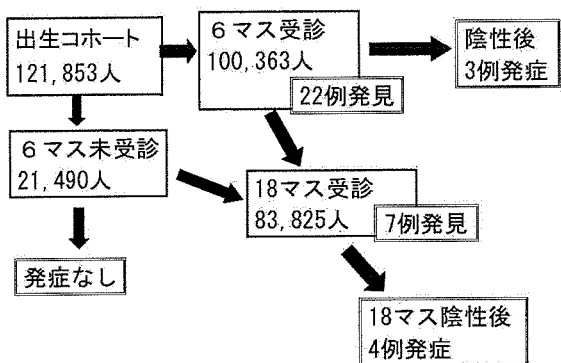 出生コホート
121,853人
６マス受診
100,363人
22例発見
陰性後
3例発症
６マス未受診
21,490人
18マス受診
83,825人
7例発見
発症なし
18マス陰性後
4例発症